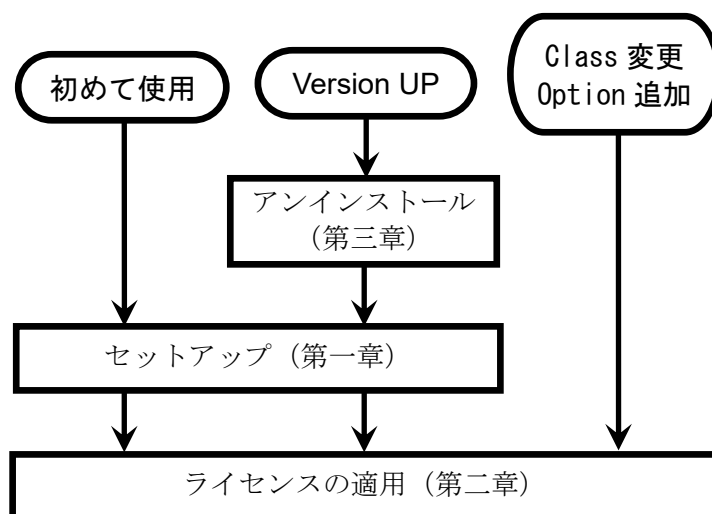 初めて使用
Version UP
Class 変更
Option 追加
アンインストール
（第三章）
セットアップ（第一章）
ライセンスの適用（第二章）